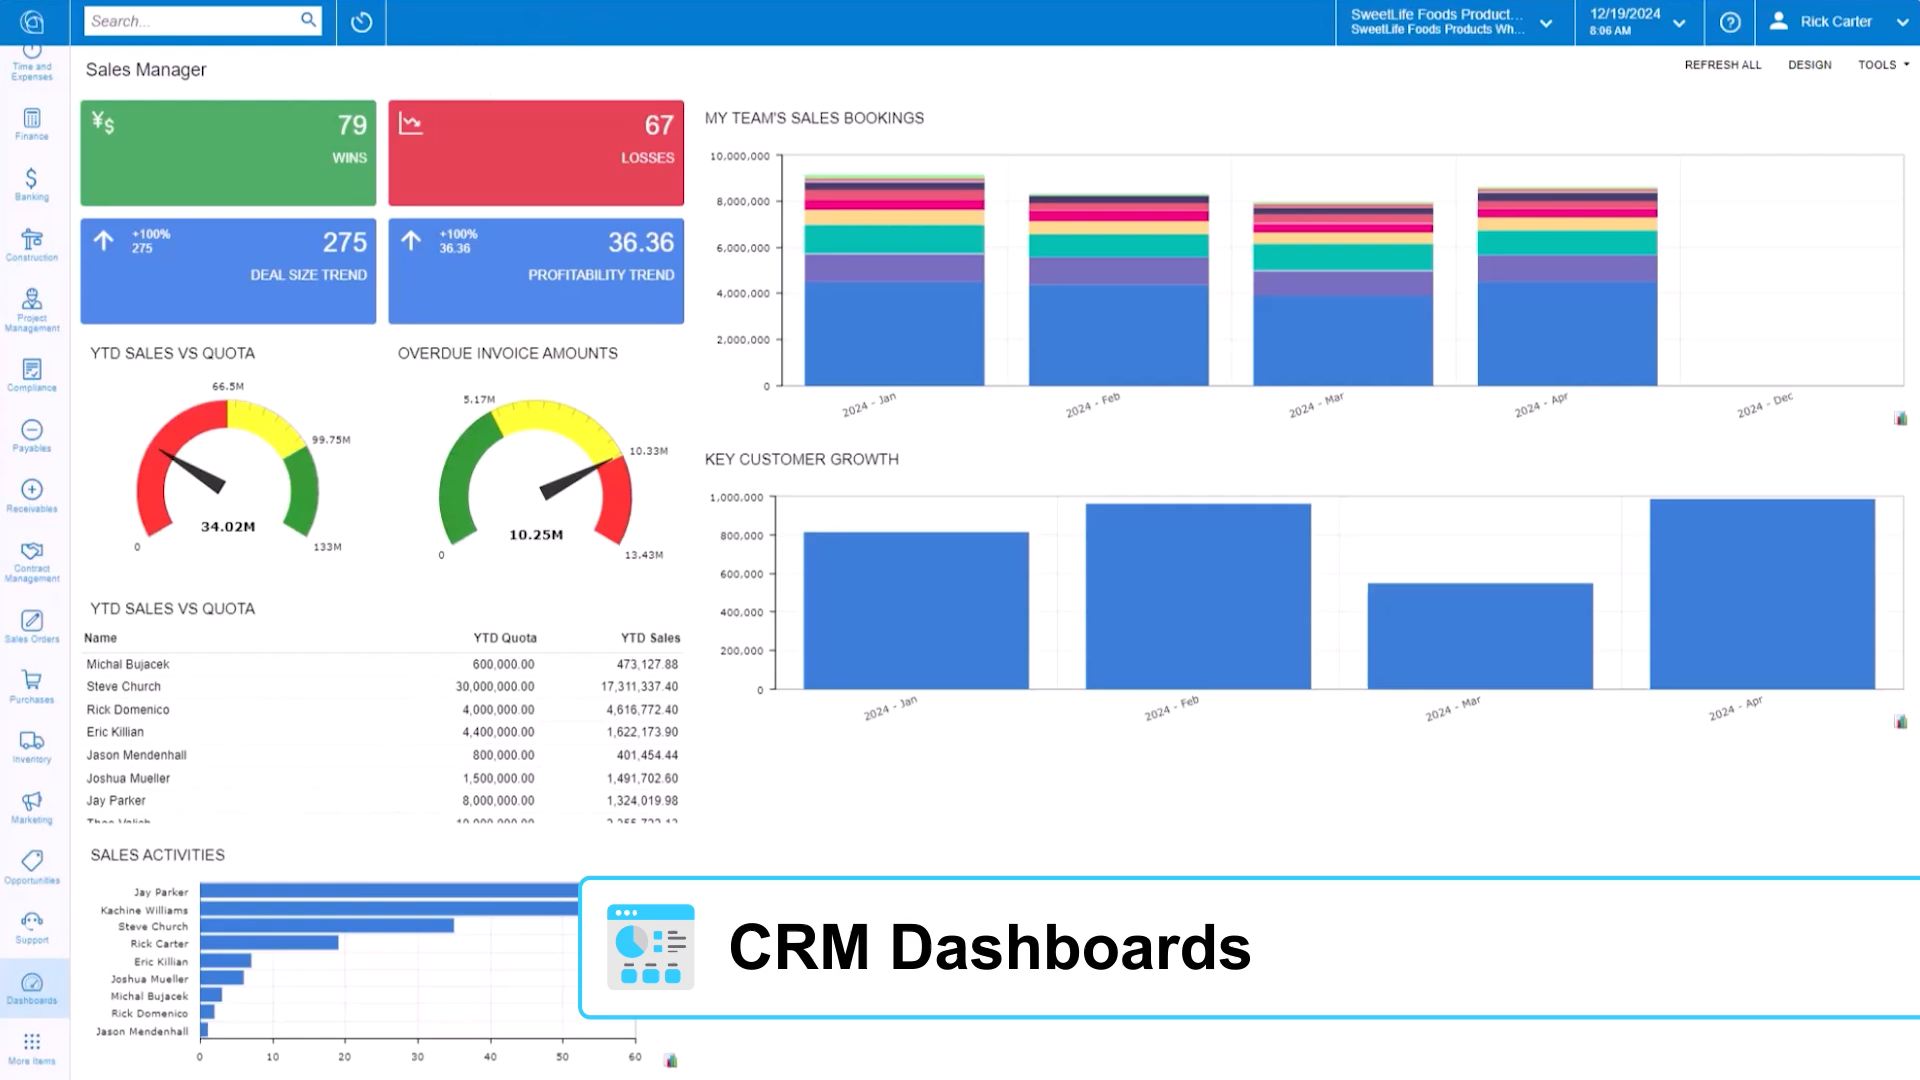 Search...
SweetLife Foods Product...
SweetLife Foods Products Wh...
12/19/2024
8:06 AM
Rick Carter
Time and
Expenses
Finance
Banking
Construction
Project
Management
Compliance
Payables
Receivables
Contract
Management
Sales Orders
Purchases
Inventory
Marketing
Opportunities
Support
Dashboards
More Items
Sales Manager
REFRESH ALL DESIGN TOOLS
¥$ 79
WINS
67
LOSSES
+100%
275
275
DEAL SIZE TREND
+100%
36.36
36.36
PROFITABILITY TREND
YTD SALES VS QUOTA
66.5M
99.75M
34.02M
0
133M
OVERDUE INVOICE AMOUNTS
5.17M
10.33M
10.25M
0
13.43M
YTD SALES VS QUOTA
Name YTD Quota YTD Sales
Michal Bujacek 600,000.00 473,127.88
Steve Church 30,000,000.00 17,311,337.40
Rick Domenico 4,000,000.00 4,616,772.40
Eric Killian 4,400,000.00 1,622,173.90
Jason Mendenhall 800,000.00 401,454.44
Joshua Mueller 1,500,000.00 1,491,702.60
Jay Parker 8,000,000.00 1,324,019.98
SALES ACTIVITIES
Jay Parker
Kachine Williams
Steve Church
Rick Carter
Eric Killian
Joshua Mueller
Michal Bujacek
Rick Domenico
Jason Mendenhall
0 10 20 30 40 50 60
MY TEAM'S SALES BOOKINGS
10,000,000
8,000,000
6,000,000
4,000,000
2,000,000
0
2024 - Jan 2024 - Feb 2024 - Mar 2024 - Apr 2024 - Dec
KEY CUSTOMER GROWTH
1,000,000
800,000
600,000
400,000
200,000
0
2024 - Jan 2024 - Feb 2024 - Mar 2024 - Apr
CRM Dashboards